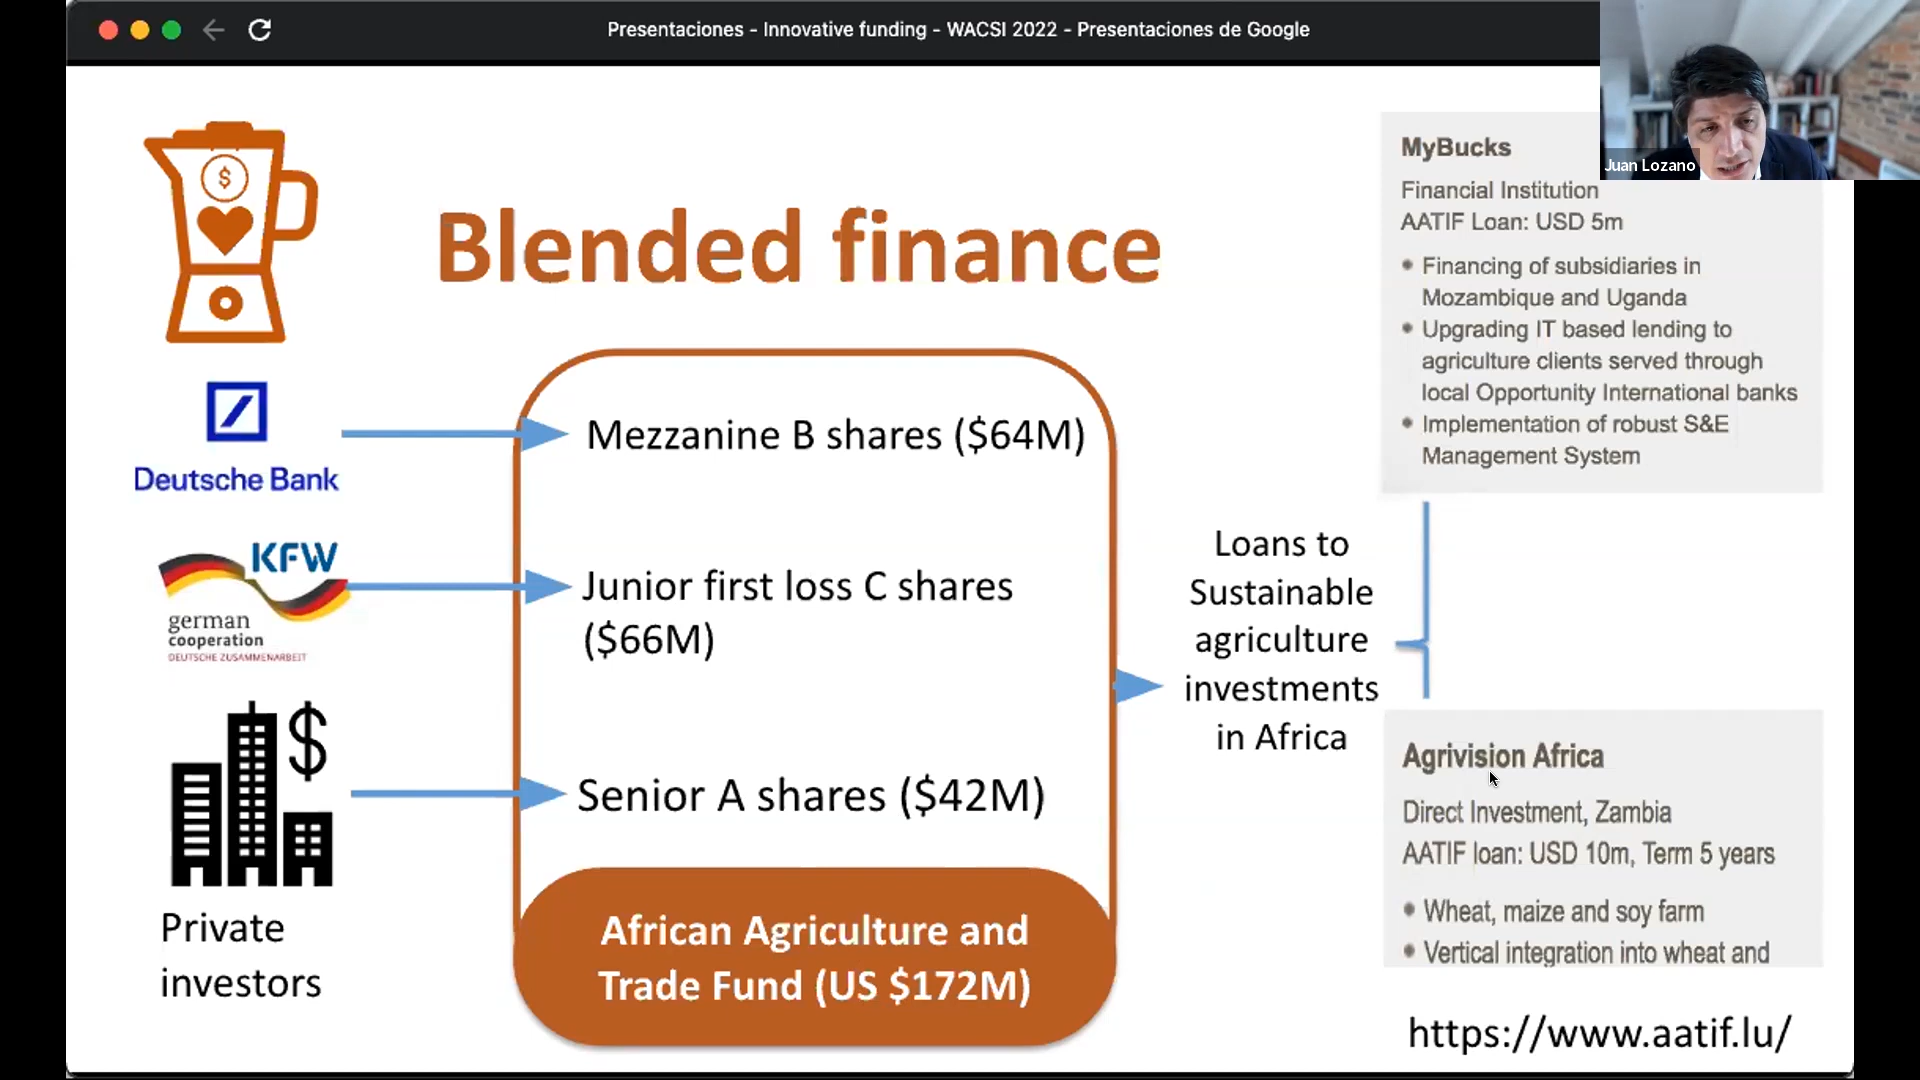 Presentaciones - Innovative funding - WACSI 2022 - Presentaciones de Google
Juan Lozano
$
Blended finance
Deutsche Bank
KFW
german
cooperation
DEUTSCHE ZUSAMMENARBEIT
$
Private
investors
Mezzanine B shares ($64M)
Junior first loss C shares
($66M)
Senior A shares ($42M)
African Agriculture and
Trade Fund (US $172M)
Loans to
Sustainable
agriculture
investments
in Africa
MyBucks
Financial Institution
AATIF Loan: USD 5m
• Financing of subsidiaries in
Mozambique and Uganda
• Upgrading IT based lending to
agriculture clients served through
local Opportunity International banks
• Implementation of robust S&E
Management System
Agrivision Africa
Direct Investment, Zambia
AATIF loan: USD 10m, Term 5 years
• Wheat, maize and soy farm
• Vertical integration into wheat and
https://www.aatif.lu/